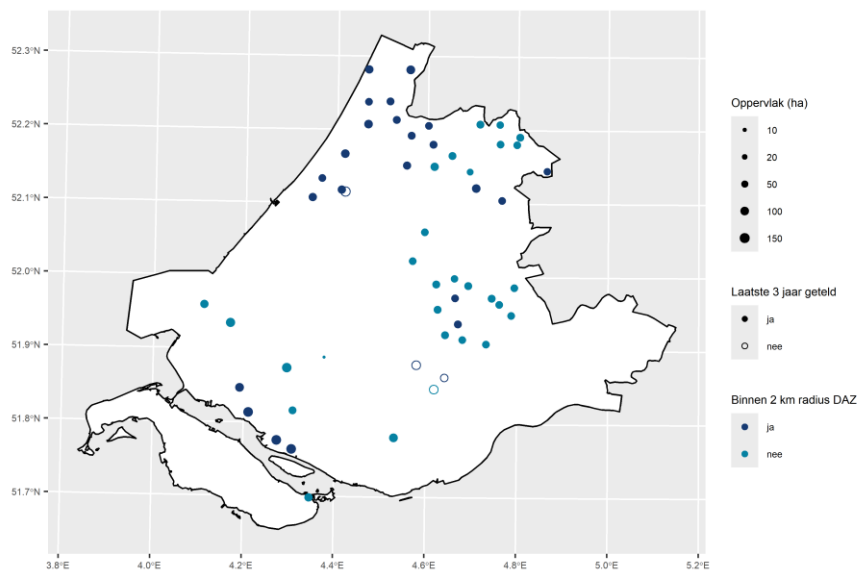 52.3°N
52.2°N
52.1°N
52.0°N
51.9°N
51.8°N
51.7°N
3.8°E
4.0°E
4.2°E
4.4°E
4.6°E
4.8°E
5.0°E
5.2°E
Oppervlak (ha)
10
20
50
100
150
Laatste 3 jaar geteld
ja
nee
Binnen 2 km radius DAZ
ja
nee